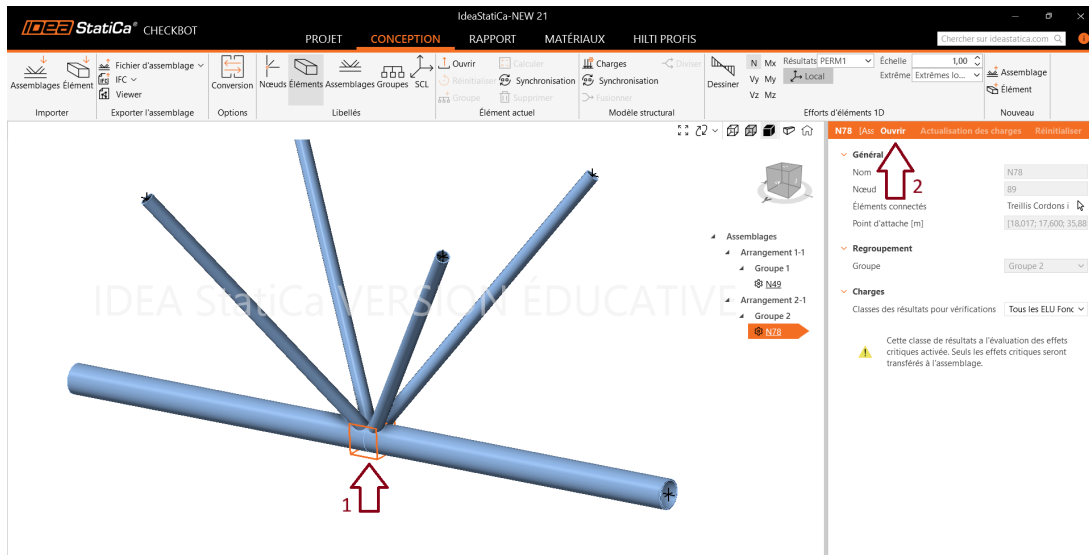 IdeaStatiCa-NEW 21
IDEA StatiCa® CHECKBOT
PROJET CONCEPTION RAPPORT MATÉRIAUX HILTI PROFIS
Chercher sur ideastatica.com
Fichier d'assemblage
IFC
Viewer
Assemblages Élément
Conversion
Nœuds Éléments Assemblages Groupes SCL
Ouvrir Calculer
Réinitialiser Synchronisation
Groupe Supprimer
Charges Diviser
Synchronisation
Fusionner
Dessiner
N Mx
Vy My
Vz Mz
Résultats PERM1
Local
Échelle 1,00
Extrême Extrêmes lo...
Assemblage
Élément
Importer Exporter l'assemblage Options Libellés Élément actuel Modèle structural Efforts d'éléments 1D Nouveau
N78 [Ass Ouvrir Actualisation des charges Réinitialiser
Général
Nom N78
Nœud 89
Éléments connectés Treillis Cordons i
Point d'attache [m] [18,017; 17,600; 35,88
Regroupement
Groupe Groupe 2
Charges
Classes des résultats pour vérifications Tous les ELU Fonc
Cette classe de résultats a l'évaluation des effets
critiques activée. Seuls les effets critiques seront
transférés à l'assemblage.
2
Assemblages
Arrangement 1-1
Groupe 1
N49
Arrangement 2-1
Groupe 2
N78
IDEA StatiCa VERSION ÉDUCATIVE
1